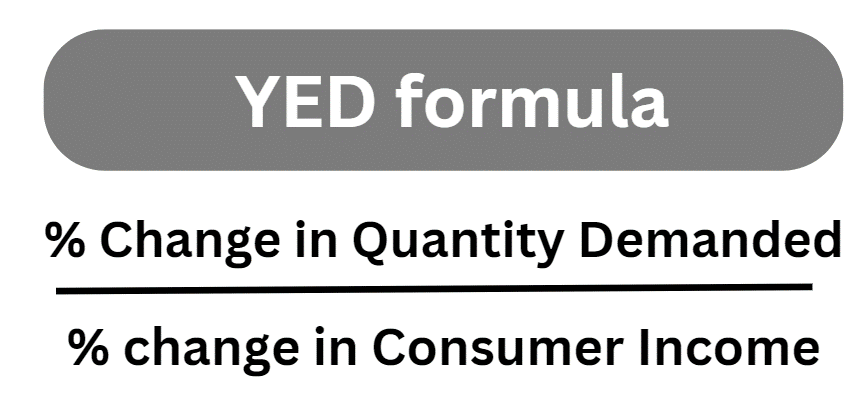 YED formula
% Change in Quantity Demanded
% change in Consumer Income